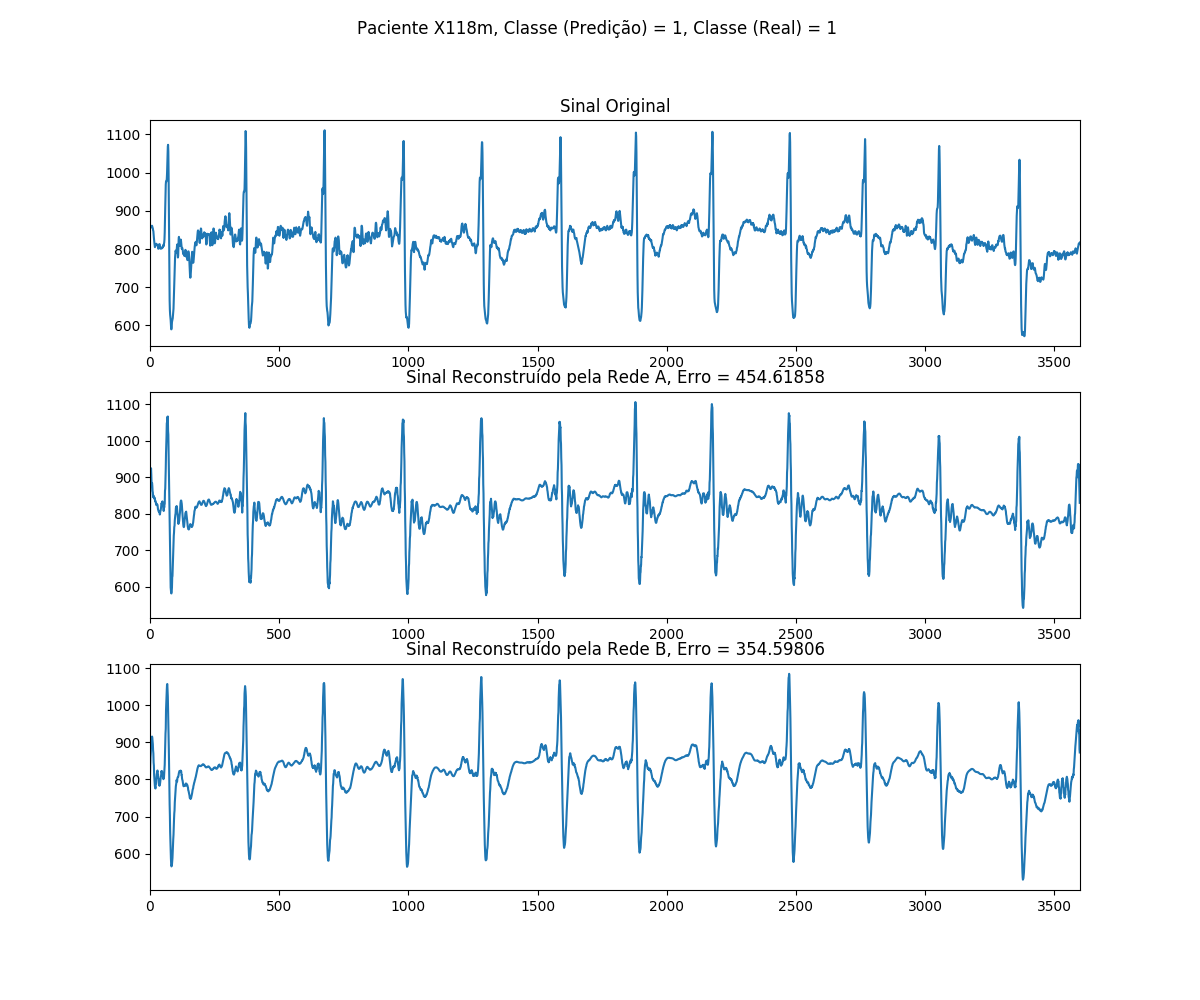 Paciente X118m, Classe (Predição) = 1, Classe (Real) = 1
Sinal Original
1100
1000
900
800
700
600
0 500 1000 1500 2000 2500 3000 3500
Sinal Reconstruído pela Rede A, Erro = 454.61858
1100
1000
900
800
700
600
0 500 1000 1500 2000 2500 3000 3500
Sinal Reconstruído pela Rede B, Erro = 354.59806
1100
1000
900
800
700
600
0 500 1000 1500 2000 2500 3000 3500